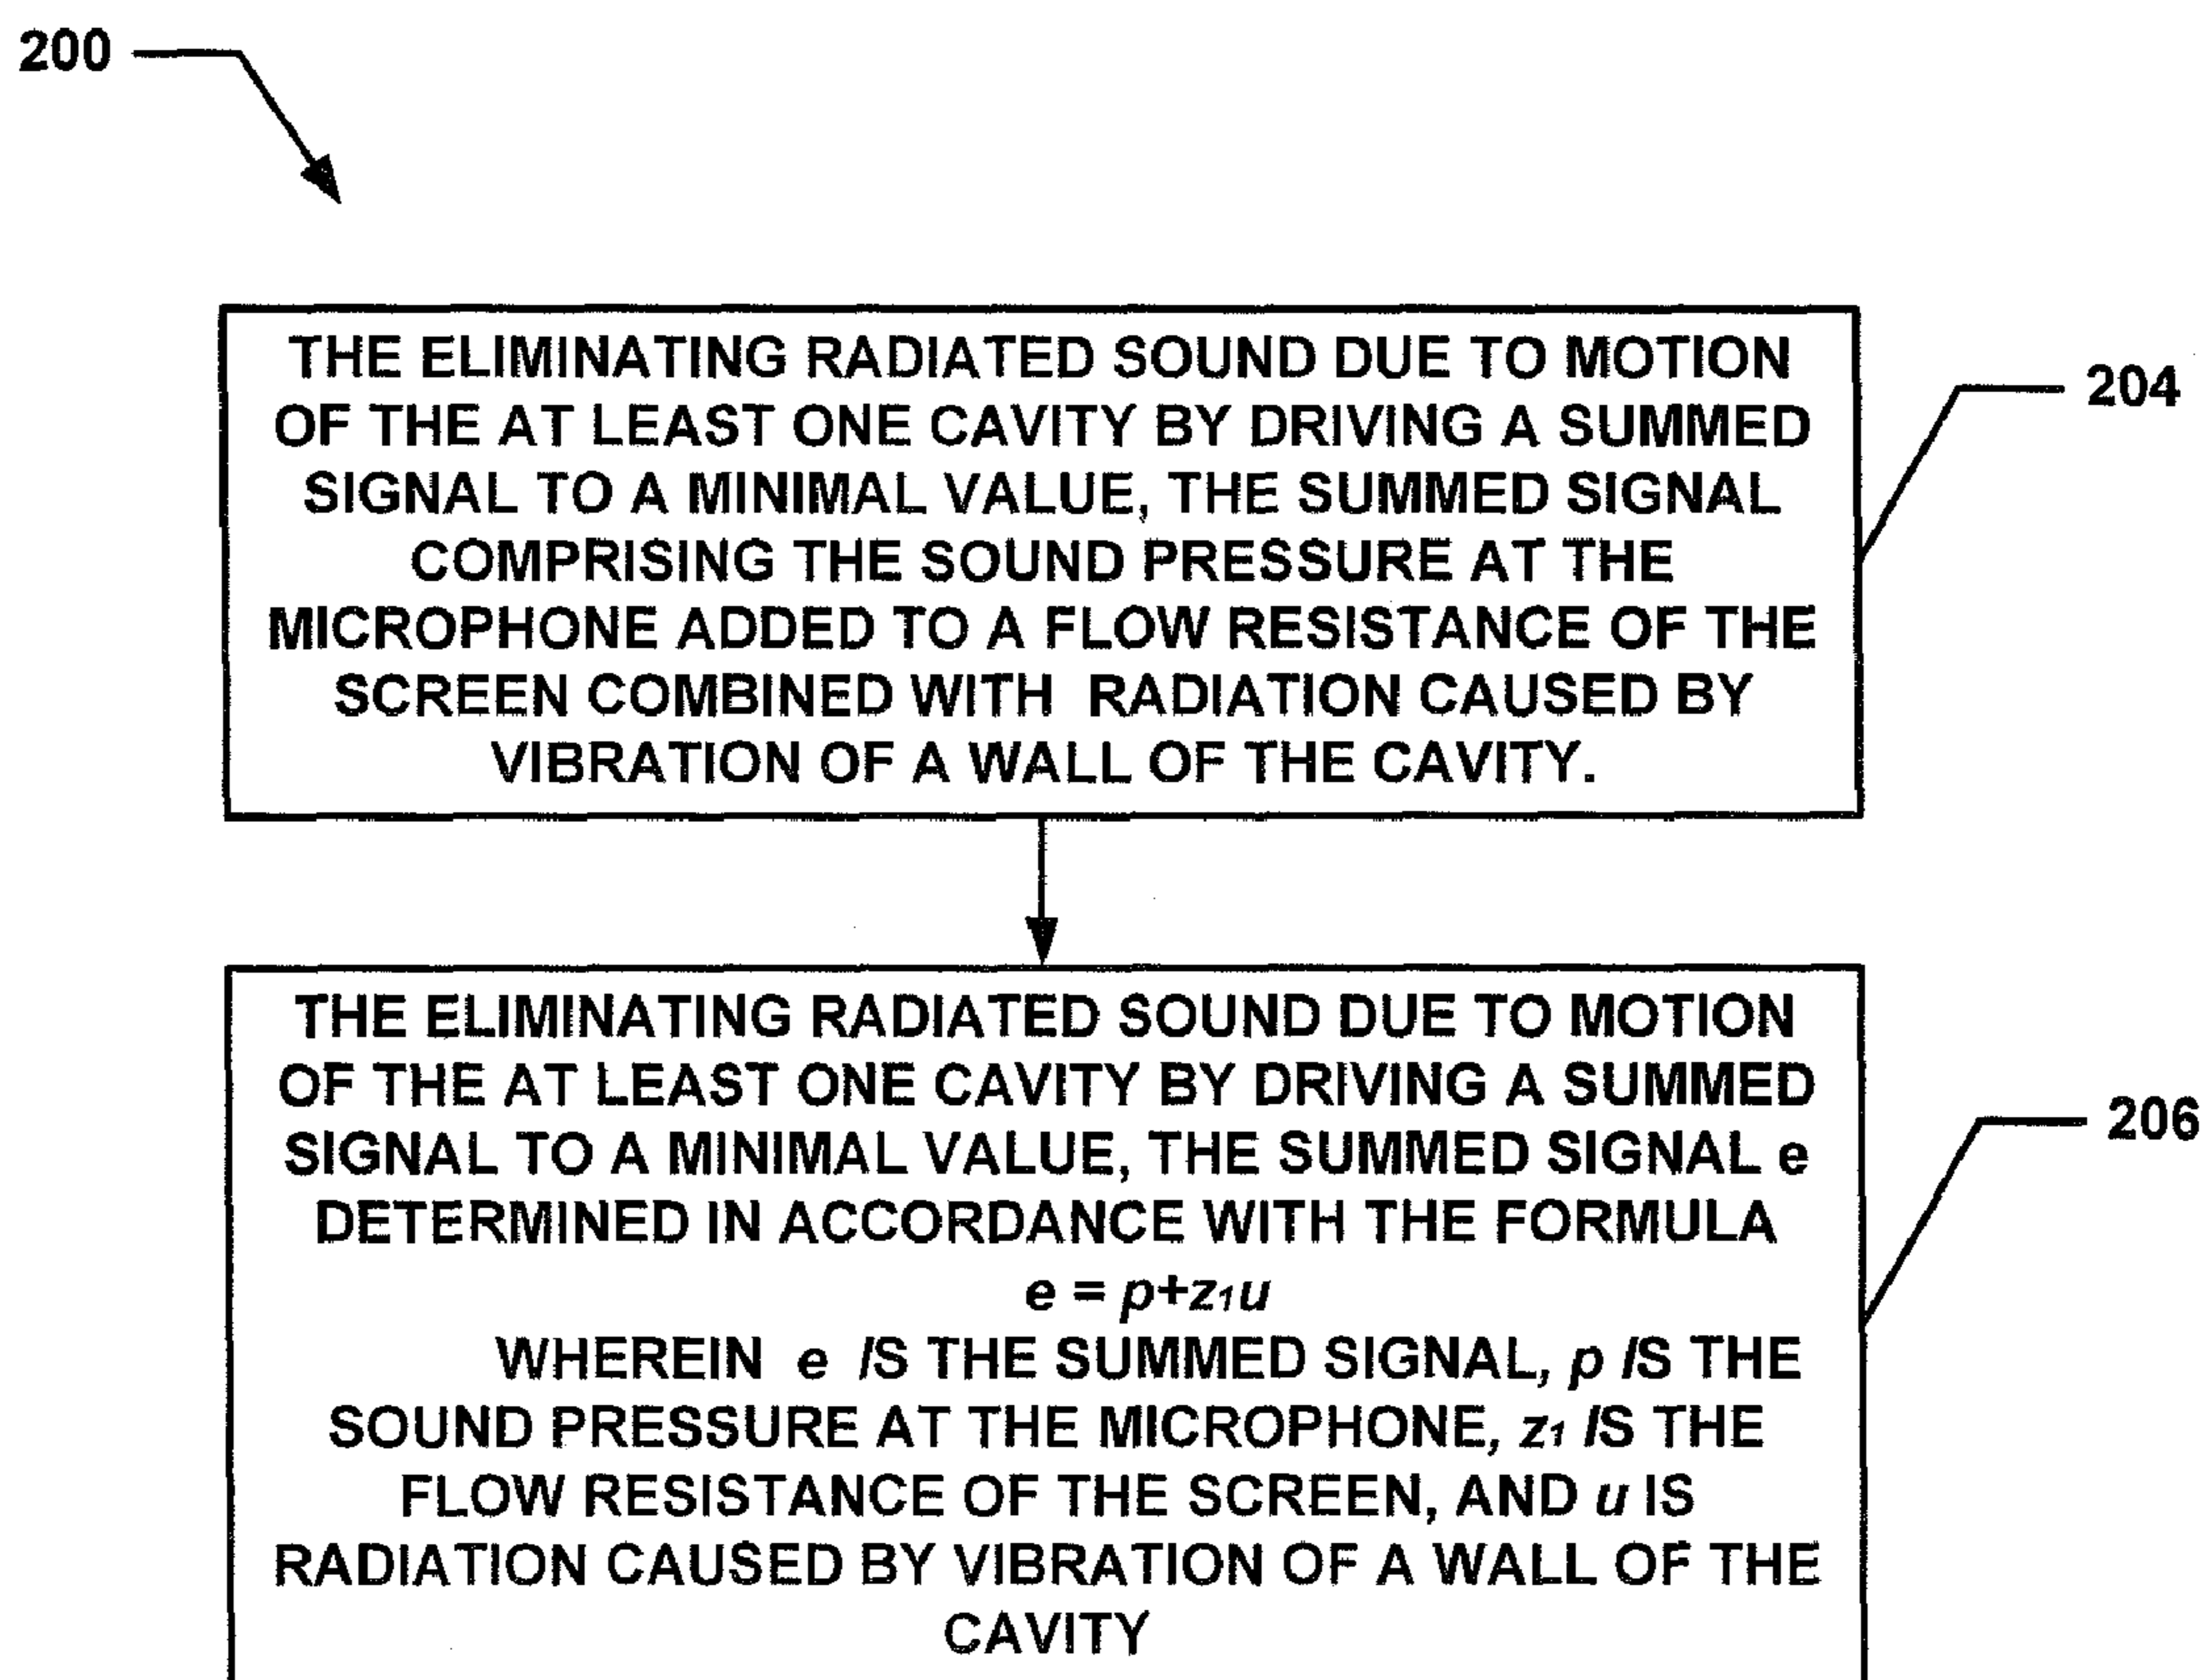 200
THE ELIMINATING RADIATED SOUND DUE TO MOTION
OF THE AT LEAST ONE CAVITY BY DRIVING A SUMMED
SIGNAL TO A MINIMAL VALUE, THE SUMMED SIGNAL
COMPRISING THE SOUND PRESSURE AT THE
MICROPHONE ADDED TO A FLOW RESISTANCE OF THE
SCREEN COMBINED WITH RADIATION CAUSED BY
VIBRATION OF A WALL OF THE CAVITY.
204
THE ELIMINATING RADIATED SOUND DUE TO MOTION
OF THE AT LEAST ONE CAVITY BY DRIVING A SUMMED
SIGNAL TO A MINIMAL VALUE, THE SUMMED SIGNAL e
DETERMINED IN ACCORDANCE WITH THE FORMULA
e = p+z₁u
WHEREIN e IS THE SUMMED SIGNAL, p IS THE
SOUND PRESSURE AT THE MICROPHONE, z₁ IS THE
FLOW RESISTANCE OF THE SCREEN, AND u IS
RADIATION CAUSED BY VIBRATION OF A WALL OF THE
CAVITY
206